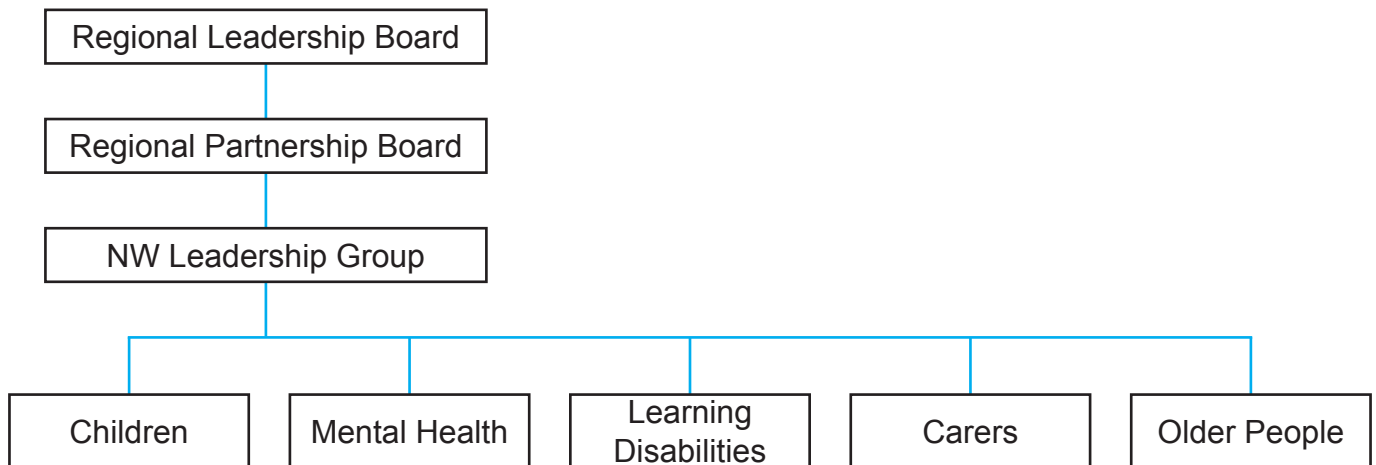 Regional Leadership Board
Regional Partnership Board
NW Leadership Group
Children
Mental Health
Learning
Disabilities
Carers
Older People